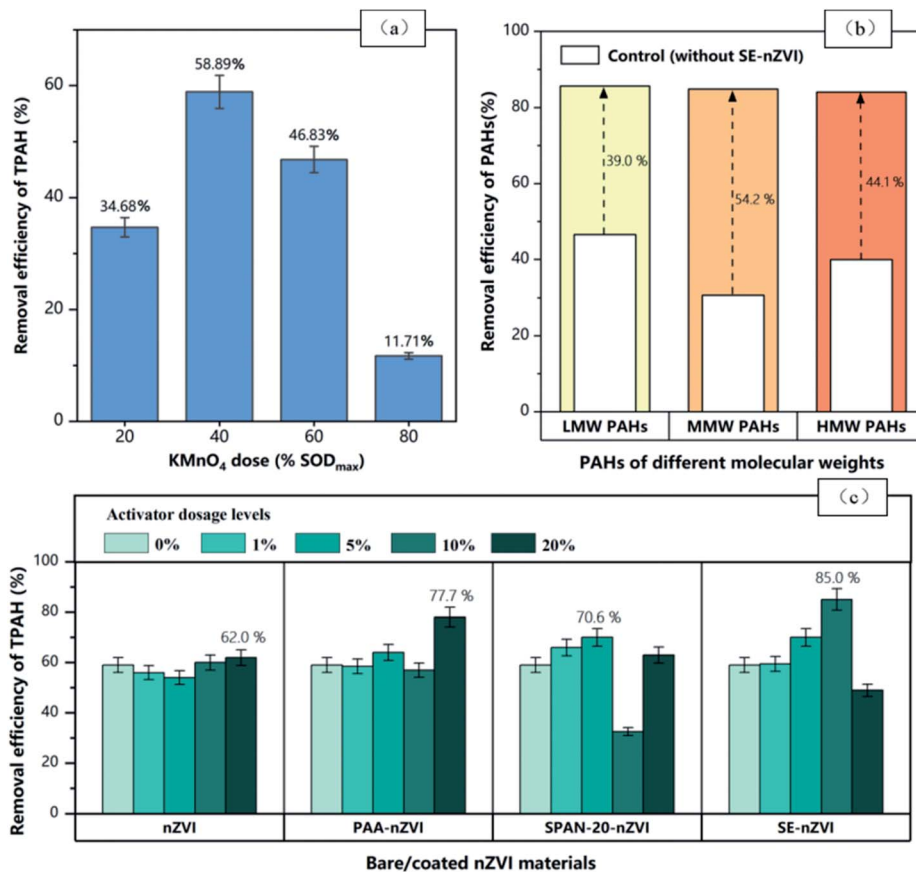 (a)
Removal efficiency of TPAH (%)
60
40
20
0
34.68%
58.89%
46.83%
11.71%
20 40 60 80
KMnO4 dose (% SODmax)
(b)
Removal efficiency of PAHs(%)
100
80
60
40
20
0
Control (without SE-nZVI)
39.0 %
54.2 %
44.1 %
LMW PAHs MMW PAHs HMW PAHs
PAHs of different molecular weights
(c)
Activator dosage levels
0% 1% 5% 10% 20%
Removal efficiency of TPAH (%)
100
80
60
40
20
0
62.0 %
77.7 %
70.6 %
85.0 %
nZVI PAA-nZVI SPAN-20-nZVI SE-nZVI
Bare/coated nZVI materials